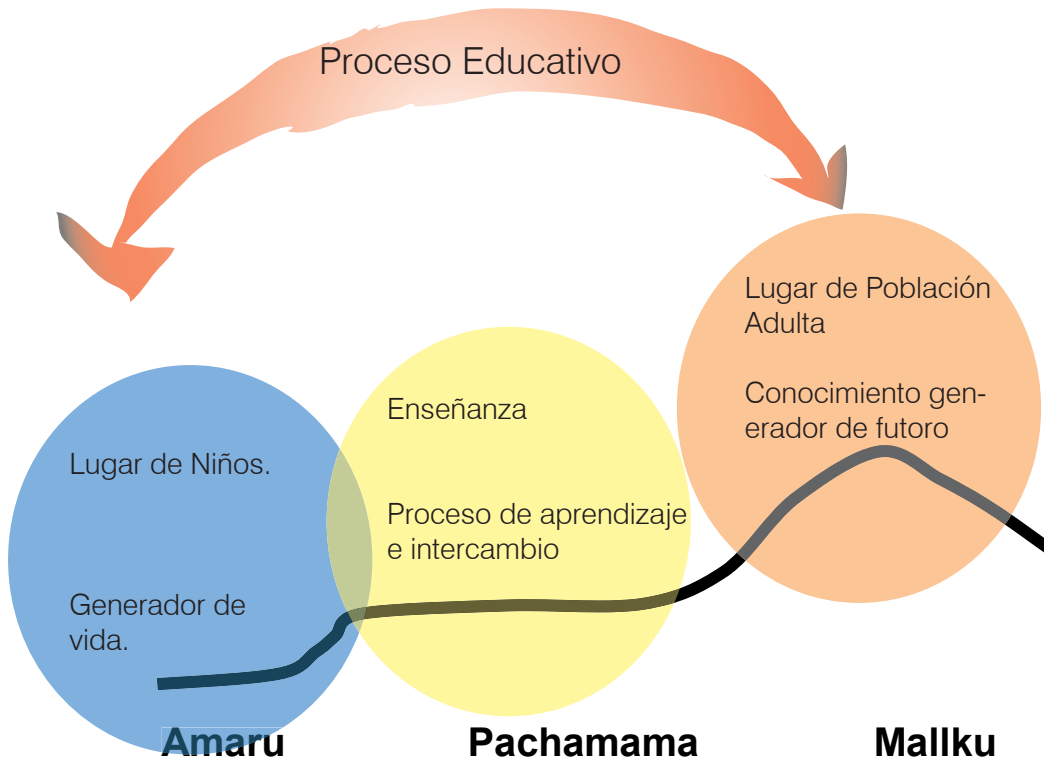 Proceso Educativo
Lugar de Niños.
Generador de
vida.
Enseñanza
Proceso de aprendizaje
e intercambio
Lugar de Población
Adulta
Conocimiento gen-
erador de futoro
Amaru
Pachamama
Mallku